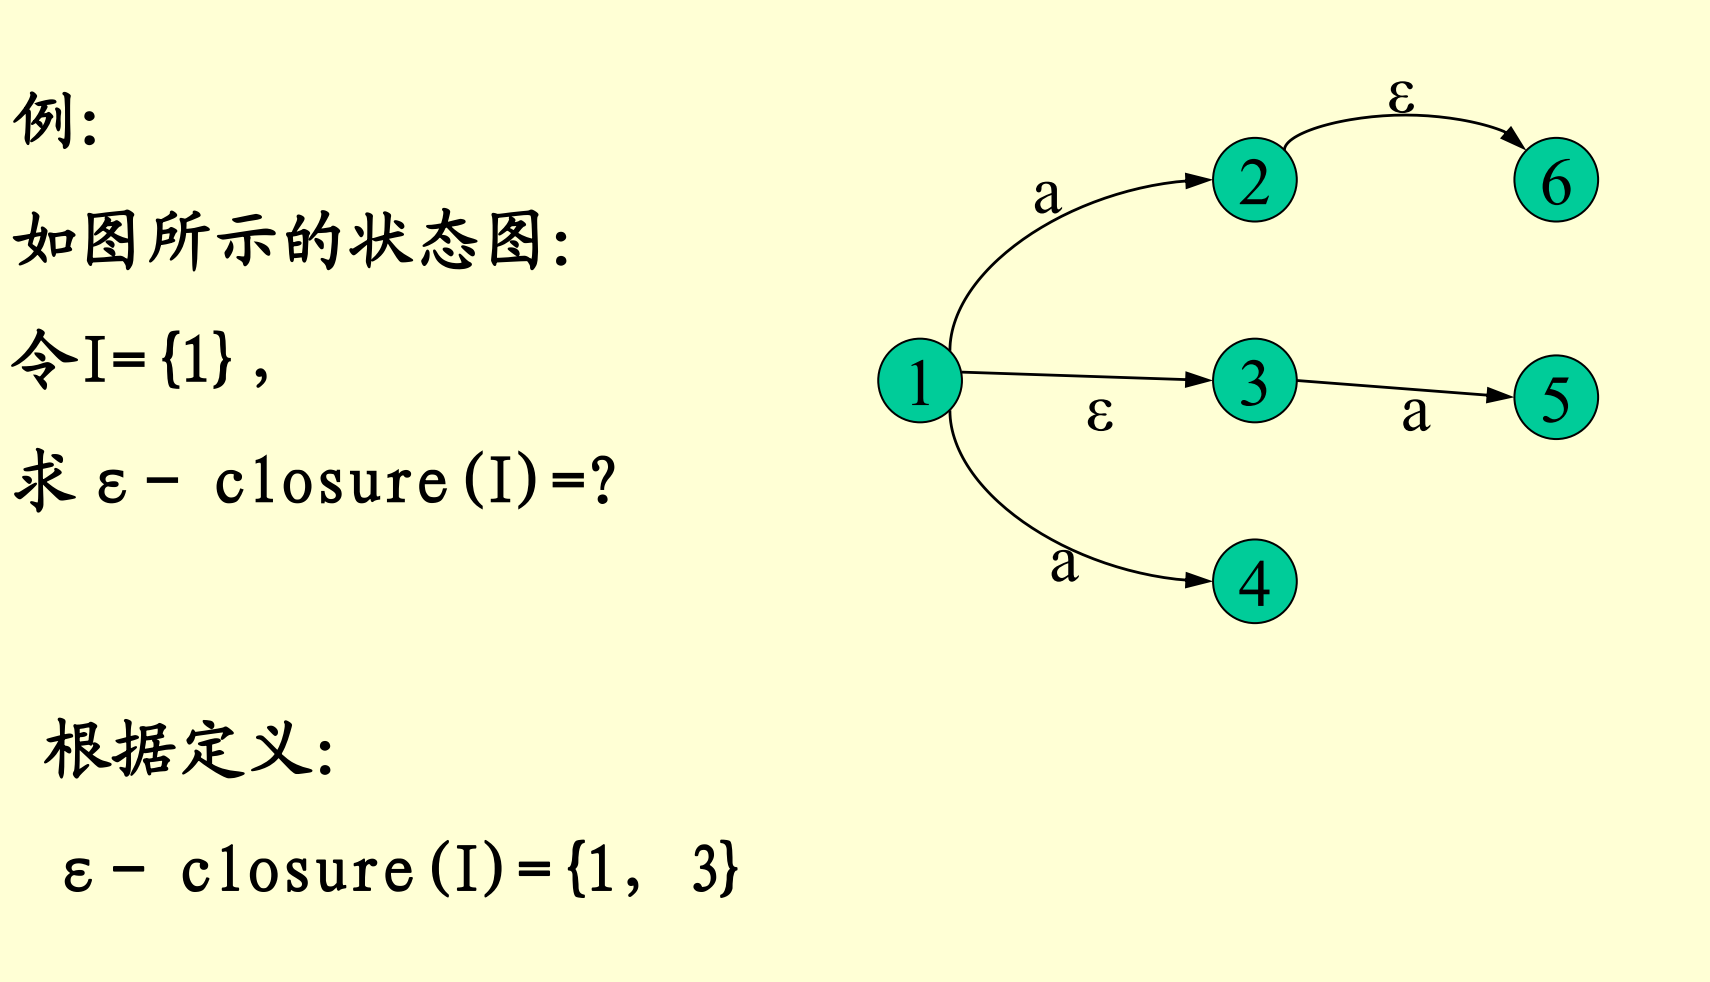 例:
如图所示的状态图:
令I={1},
求 ε- closure(I)=?
根据定义:
ε- closure(I)={1, 3}
ε
a
2
6
1
3
5
ε
a
a
4